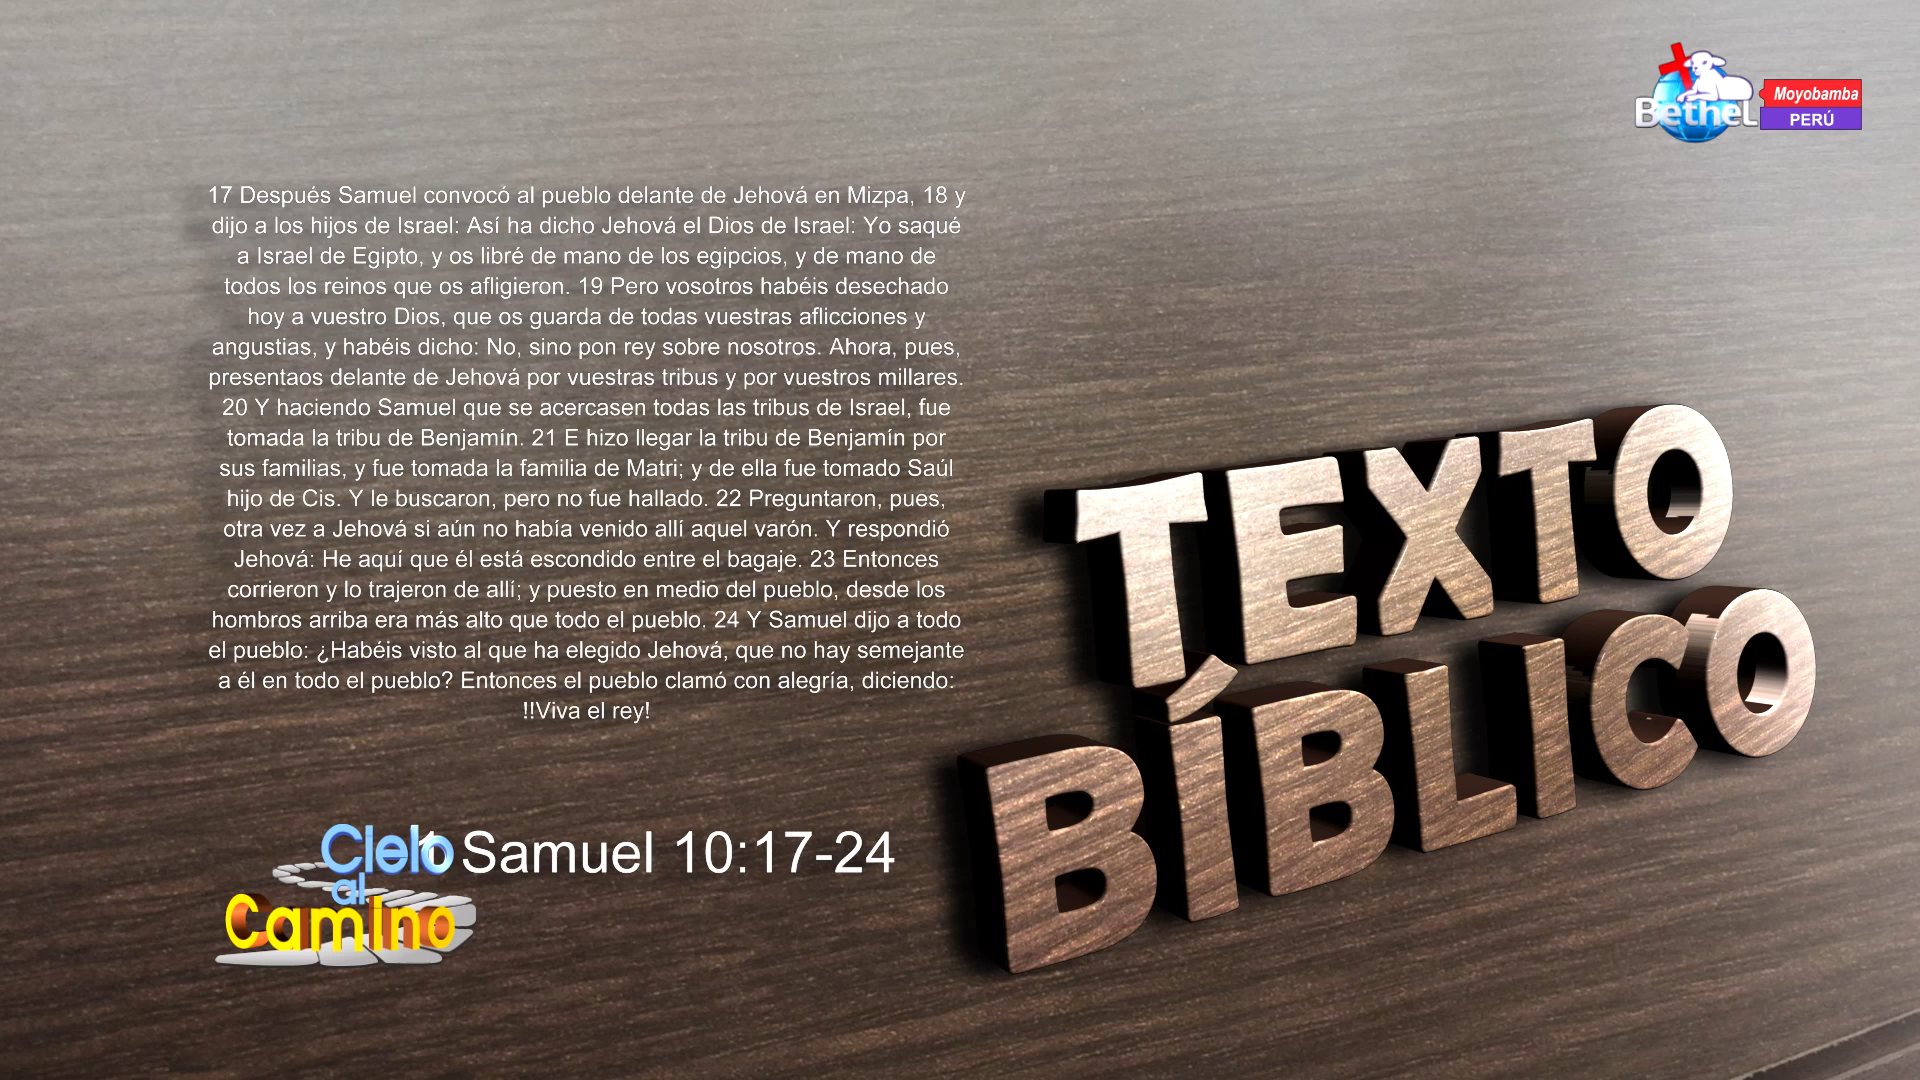 Bethel
Moyobamba
PERÚ
17 Después Samuel convocó al pueblo delante de Jehová en Mizpa, 18 y
dijo a los hijos de Israel: Así ha dicho Jehová el Dios de Israel: Yo saqué
a Israel de Egipto, y os libré de mano de los egipcios, y de mano de
todos los reinos que os afligieron. 19 Pero vosotros habéis desechado
hoy a vuestro Dios, que os guarda de todas vuestras aflicciones y
angustias, y habéis dicho: No, sino pon rey sobre nosotros. Ahora, pues,
presentaos delante de Jehová por vuestras tribus y por vuestros millares.
20 Y haciendo Samuel que se acercasen todas las tribus de Israel, fue
tomada la tribu de Benjamín. 21 E hizo llegar la tribu de Benjamín por
sus familias, y fue tomada la familia de Matri; y de ella fue tomado Saúl
hijo de Cis. Y le buscaron, pero no fue hallado. 22 Preguntaron, pues,
otra vez a Jehová si aún no había venido allí aquel varón. Y respondió
Jehová: He aquí que él está escondido entre el bagaje. 23 Entonces
corrieron y lo trajeron de allí; y puesto en medio del pueblo, desde los
hombros arriba era más alto que todo el pueblo. 24 Y Samuel dijo a todo
el pueblo: ¿Habéis visto al que ha elegido Jehová, que no hay semejante
a él en todo el pueblo? Entonces el pueblo clamó con alegría, diciendo:
!!Viva el rey!
TEXTO
BÍBLICO
1 Samuel 10:17-24
Cielo
al
Camino